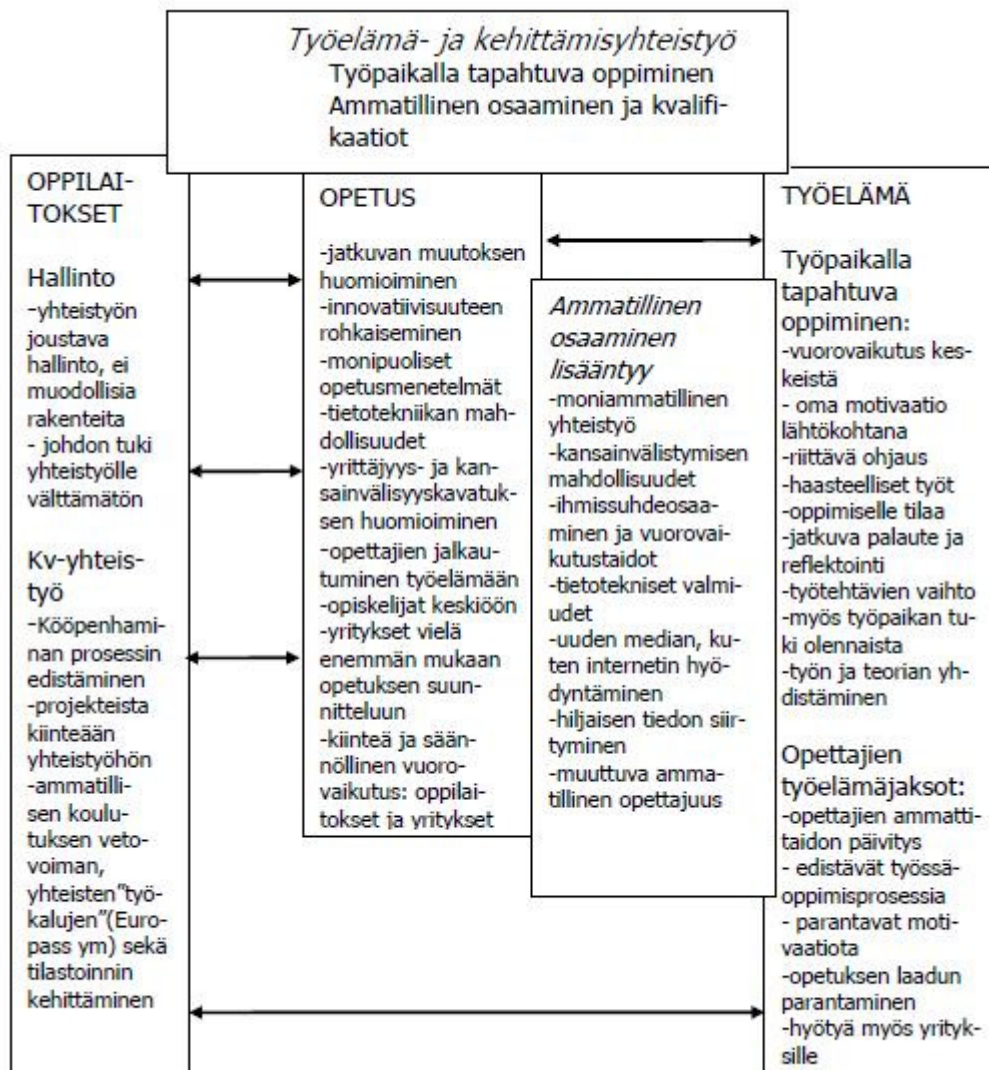 Työelämä- ja kehittämisyhteistyö
Työpaikalla tapahtuva oppiminen
Ammatillinen osaaminen ja kvalifi-
kaatiot
OPPILAI-
TOKSET
Hallinto
-yhteistyön
joustava
hallinto, ei
muodollisia
rakenteita
- johdon tuki
yhteistyölle
välttämätön
Kv-yhteis-
työ
-Kööpenhami-
nan prosessin
edistäminen
-projekteista
kiinteään
yhteistyöhön
-ammatilli-
sen koulu-
tuksen veto-
voiman,
yhteisten"työ-
kalujen"(Euro-
pass ym) sekä
tilastoinnin
kehittäminen
OPETUS
-jatkuvan muutoksen
huomioiminen
-innovatiivisuuteen
rohkaiseminen
-monipuoliset
opetusmenetelmät
-tietotekniikan mah-
dollisuudet
-yrittäjyys- ja kan-
sainvälisyyskavatuk-
sen huomioiminen
-opettajien jalkau-
tuminen työelämään
-opiskelijat keskiöön
-yritykset vielä
enemmän mukaan
opetuksen suun-
nitteluun
-kiinteä ja sään-
nöllinen vuoro-
vaikutus: oppilai-
tokset ja yritykset
Ammatillinen
osaaminen
lisääntyy
-moniammatillinen
yhteistyö
-kansainvälistymisen
mahdollisuudet
-ihmissuhdeosaa-
minen ja vuorovai-
kutustaidot
-tietotekniset valmi-
udet
-uuden median, ku-
ten internetin hyö-
dyntäminen
-hiljaisen tiedon siir-
tyminen
-muuttuva amma-
tillinen opettajuus
TYÖELÄMÄ
Työpaikalla
tapahtuva
oppiminen:
-vuorovaikutus kes-
keistä
- oma motivaatio
lähtökohtana
-riittävä ohjaus
-haasteelliset työt
-oppimiselle tilaa
-jatkuva palaute ja
reflektointi
-työtehtävien vaihto
-myös työpaikan tu-
ki olennaista
-työn ja teorian yh-
distäminen
Opettajien
työelämäjaksot:
-opettajien ammatti-
taidon päivitys
- edistävät työssä-
oppimisprosessia
- parantavat moti-
vaatiota
-opetuksen laadun
parantaminen
-hyötyä myös yrityk-
sille